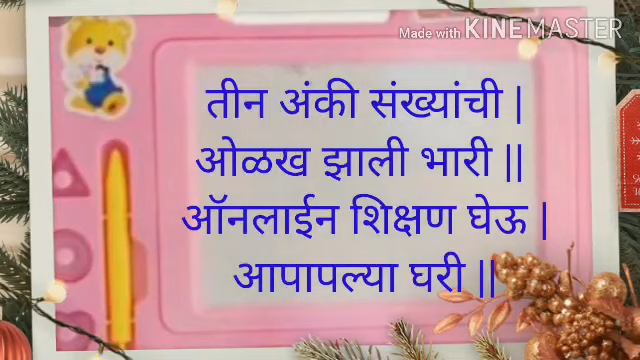 Made with KINEMASTER
तीन अंकी संख्यांची |
ओळख झाली भारी ||
ऑनलाईन शिक्षण घेऊ |
आपापल्या घरी ||